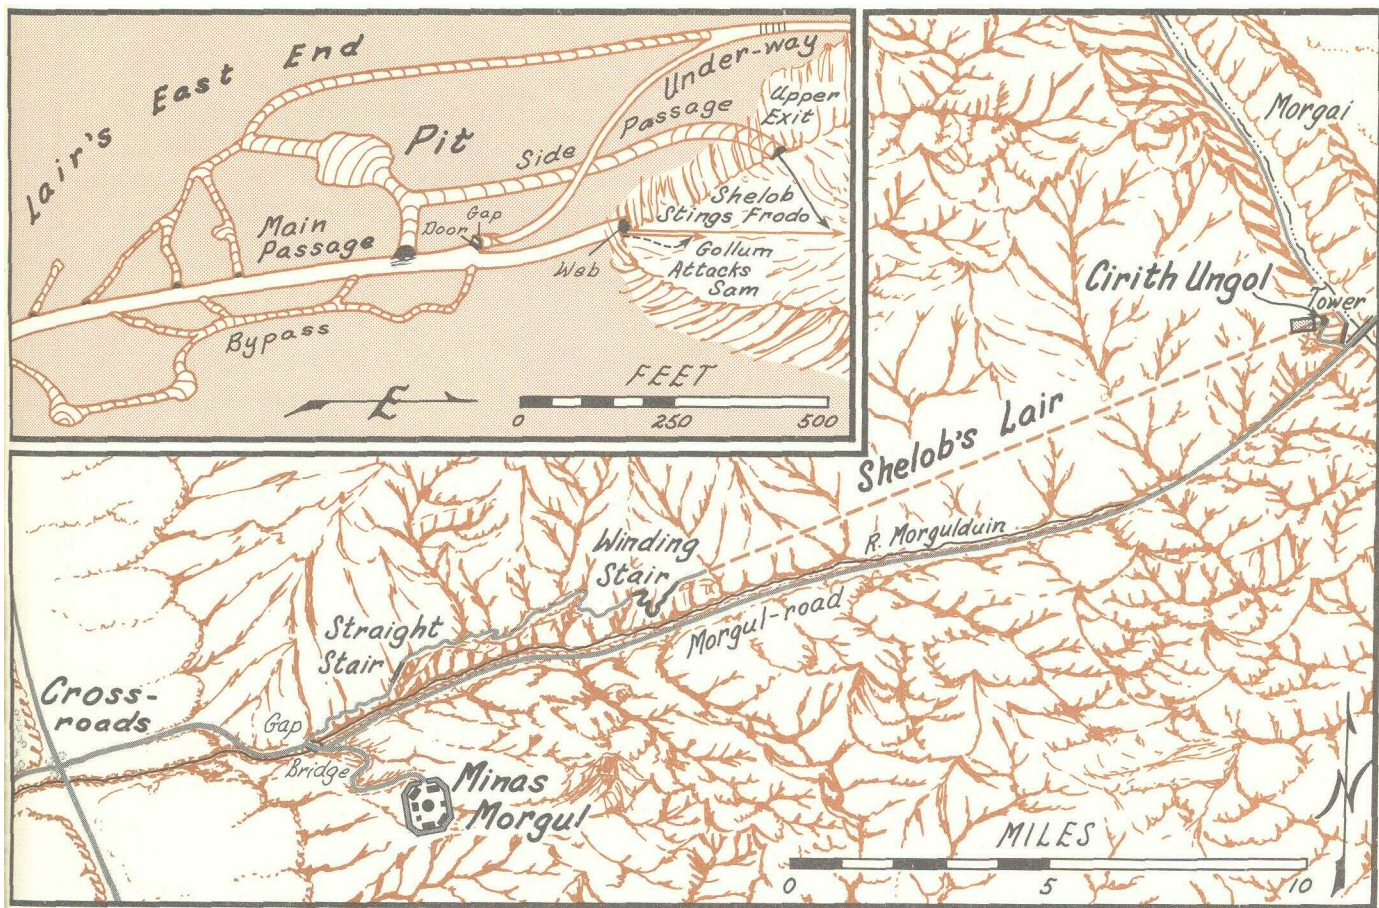 Lair's East End
Pit
Under-way
Upper
Exit
Side Passage
Shelob
Stings Frodo
Main
Passage
Gap
Door
Web
Gollum
Attacks
Sam
Bypass
E
FEET
0 250 500
Morgai
Cirith Ungol
Tower
Shelob's Lair
R. Morgulduin
Winding
Stair
Morgul-road
Straight
Stair
Cross-
roads
Gap
Bridge
Minas
Morgul
N
MILES
0 5 10